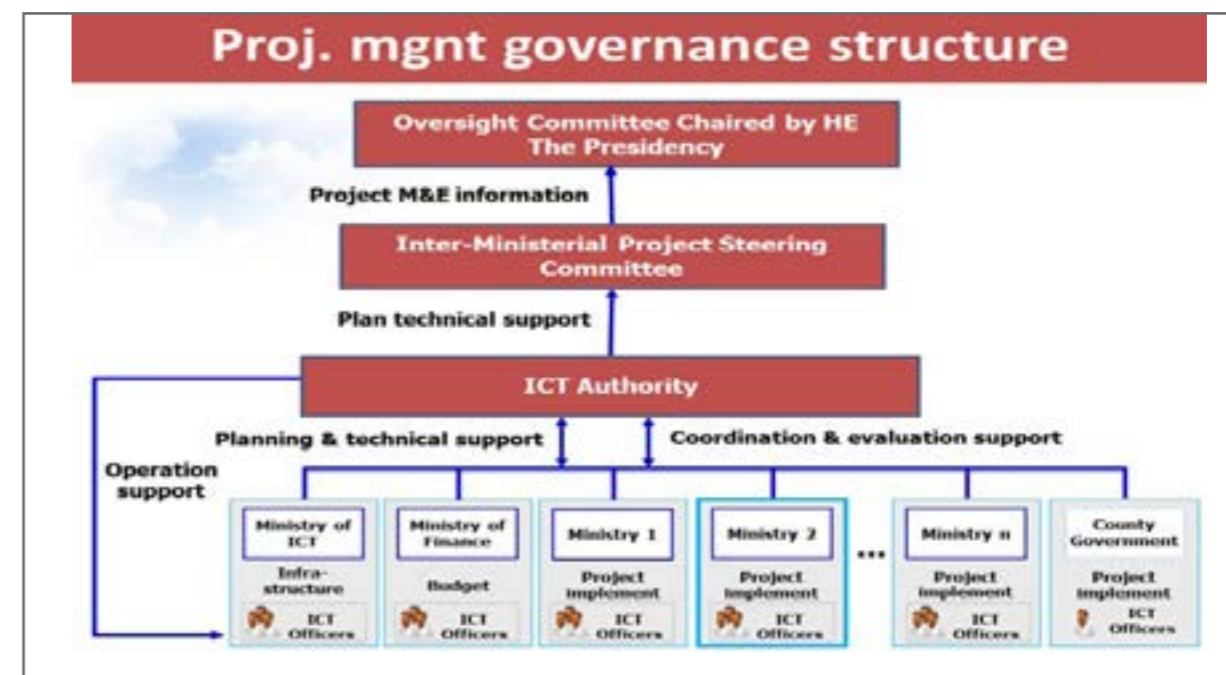 Proj. mgnt governance structure
Oversight Committee Chaired by HE
The Presidency
Project M&E information
Inter-Ministerial Project Steering
Committee
Plan technical support
ICT Authority
Planning & technical support
Coordination & evaluation support
Operation
support
Ministry of
ICT
Infra-
structure
ICT
Officers
Ministry of
Finance
Budget
ICT
Officers
Ministry 1
Project
Implement
ICT
Officers
Ministry 2
Project
Implement
ICT
Officers
...
Ministry n
Project
Implement
ICT
Officers
County
Government
Project
Implement
ICT
Officers